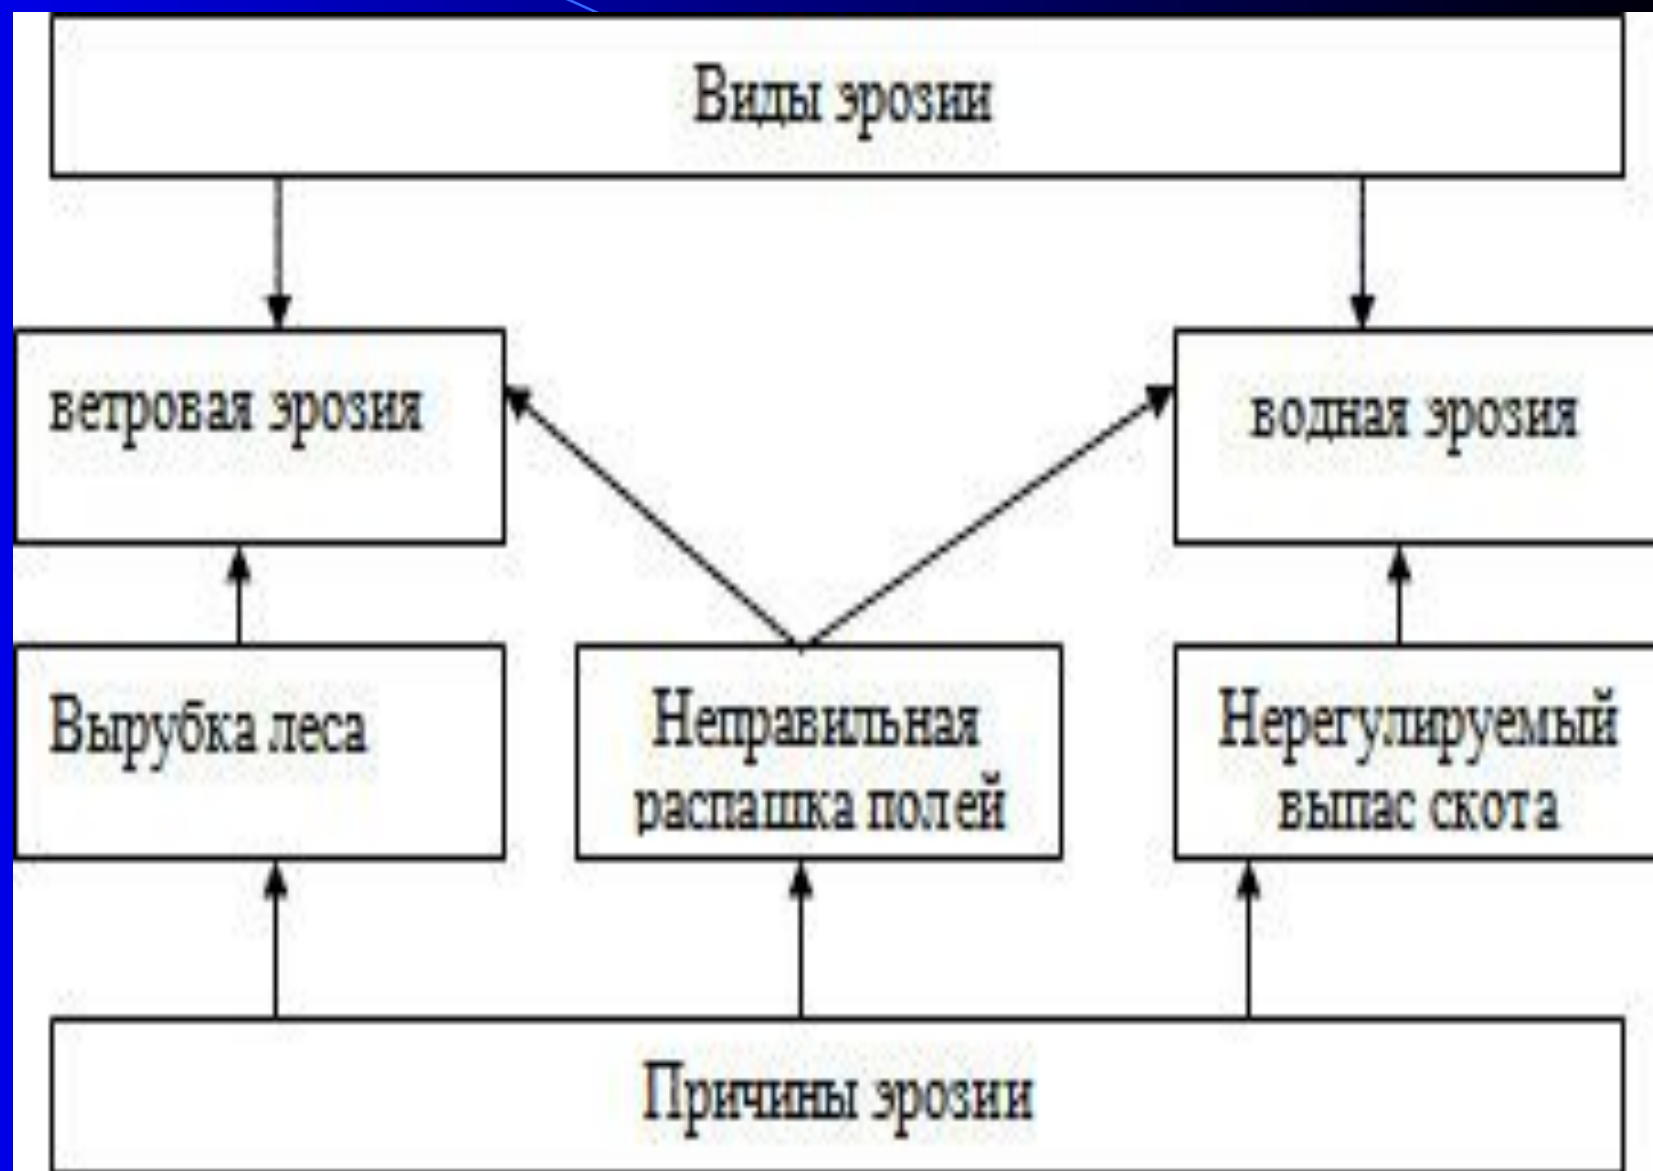 Виды эрозии
ветровая эрозия
водная эрозия
Вырубка леса
Неправильная
распашка полей
Нерегулируемый
выпас скота
Причины эрозии